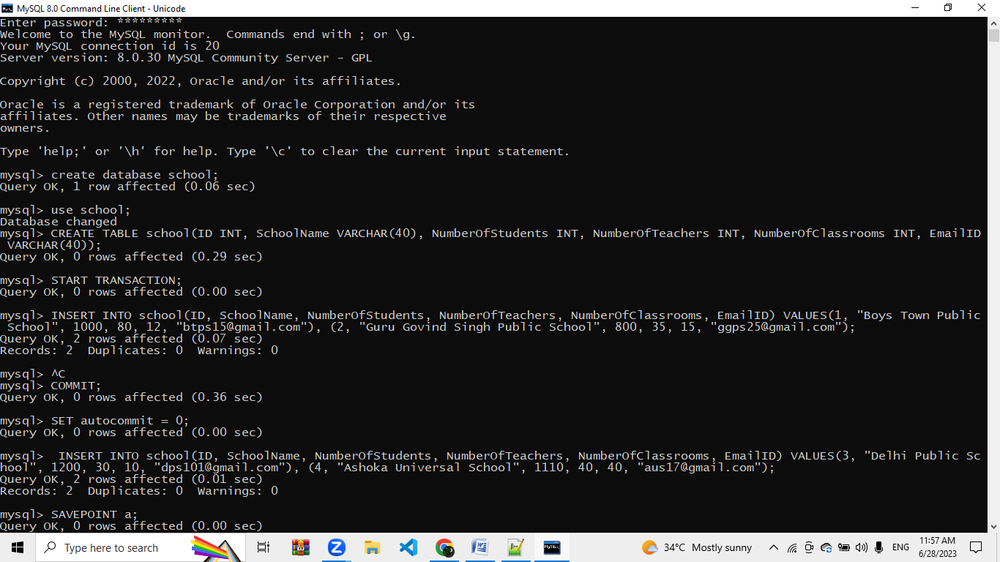 MySQL 8.0 Command Line Client - Unicode
Enter password: *********
Welcome to the MySQL monitor.  Commands end with ; or \g.
Your MySQL connection id is 20
Server version: 8.0.30 MySQL Community Server - GPL
Copyright (c) 2000, 2022, Oracle and/or its affiliates.
Oracle is a registered trademark of Oracle Corporation and/or its
affiliates. Other names may be trademarks of their respective
owners.
Type 'help;' or '\h' for help. Type '\c' to clear the current input statement.
mysql> create database school;
Query OK, 1 row affected (0.06 sec)
mysql> use school;
Database changed
mysql> CREATE TABLE school(ID INT, SchoolName VARCHAR(40), NumberOfStudents INT, NumberOfTeachers INT, NumberOfClassrooms INT, EmailID
 VARCHAR(40));
Query OK, 0 rows affected (0.29 sec)
mysql> START TRANSACTION;
Query OK, 0 rows affected (0.00 sec)
mysql> INSERT INTO school(ID, SchoolName, NumberOfStudents, NumberOfTeachers, NumberOfClassrooms, EmailID) VALUES(1, "Boys Town Public
 School", 1000, 80, 12, "btps15@gmail.com"), (2, "Guru Govind Singh Public School", 800, 35, 15, "ggps25@gmail.com");
Query OK, 2 rows affected (0.07 sec)
Records: 2  Duplicates: 0  Warnings: 0
mysql> ^C
mysql> COMMIT;
Query OK, 0 rows affected (0.36 sec)
mysql> SET autocommit = 0;
Query OK, 0 rows affected (0.00 sec)
mysql>  INSERT INTO school(ID, SchoolName, NumberOfStudents, NumberOfTeachers, NumberOfClassrooms, EmailID) VALUES(3, "Delhi Public Sc
hool", 1200, 30, 10, "dps101@gmail.com"), (4, "Ashoka Universal School", 1110, 40, 40, "aus17@gmail.com");
Query OK, 2 rows affected (0.01 sec)
Records: 2  Duplicates: 0  Warnings: 0
mysql> SAVEPOINT a;
Query OK, 0 rows affected (0.00 sec)
Type here to search
34°C Mostly sunny
ENG
11:57 AM
6/28/2023